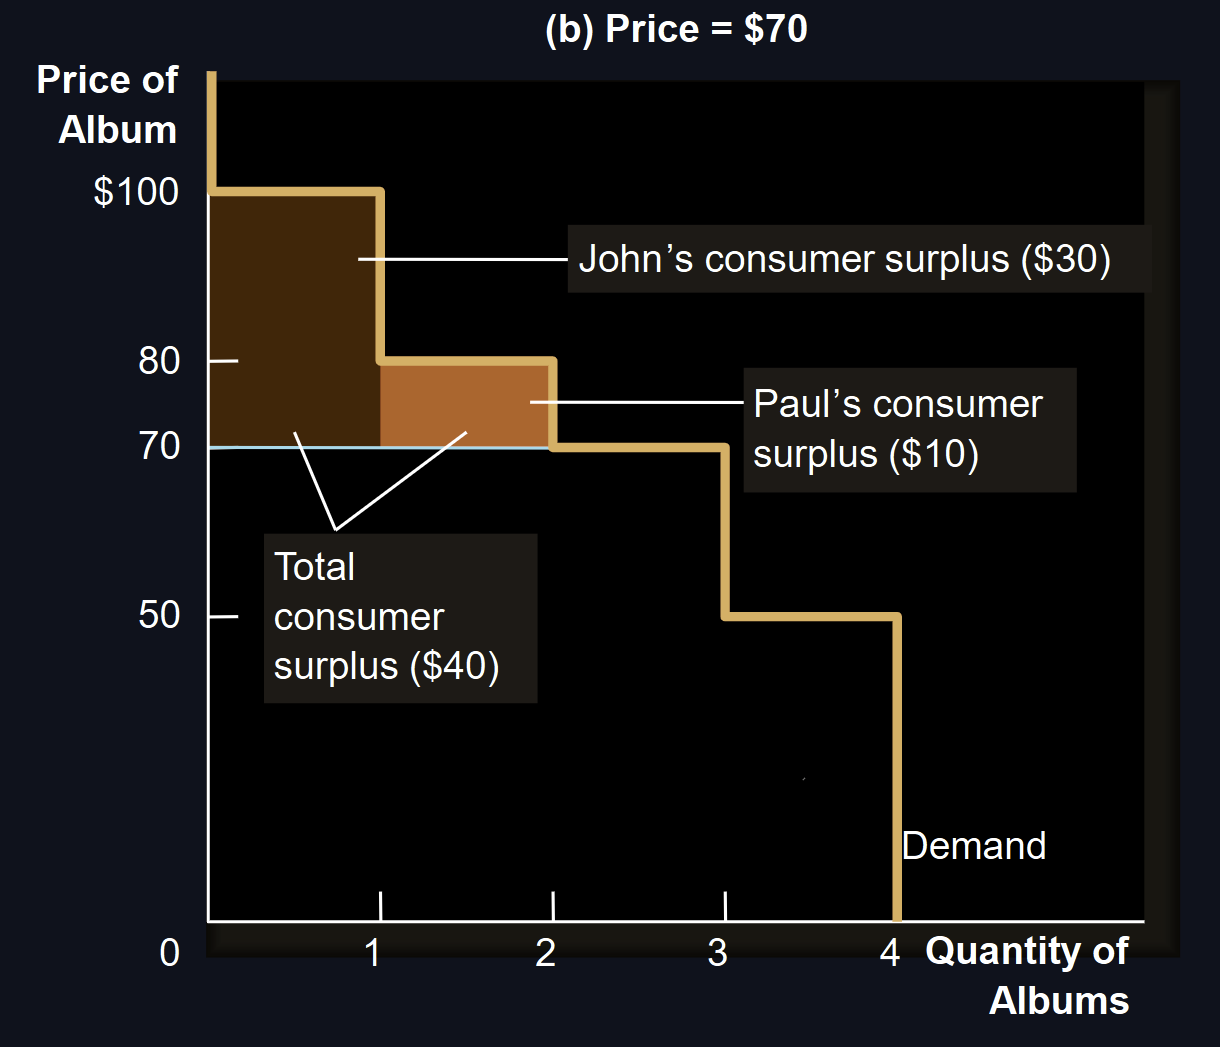 (b) Price = $70
Price of
Album
$100
John’s consumer surplus ($30)
80
Paul’s consumer
surplus ($10)
70
Total
consumer
surplus ($40)
50
Demand
0
1
2
3
4
Quantity of
Albums